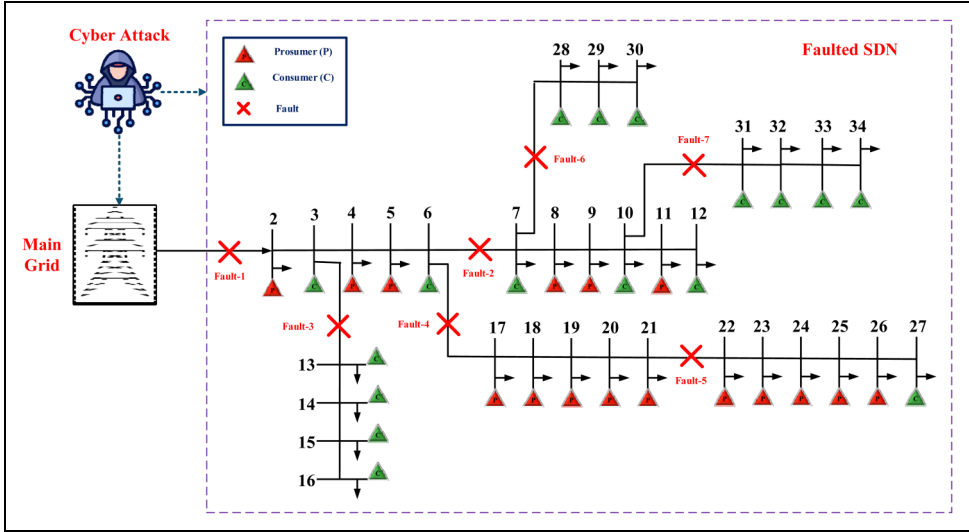 Cyber Attack
Prosumer (P)
Consumer (C)
Fault
Faulted SDN
28 29 30
C C C
Fault-6
Fault-7
31 32 33 34
C C C C
Main
Grid
Fault-1
2 3 4 5 6
P C P P C
Fault-2
7 8 9 10 11 12
C P P C P C
Fault-3
13 C
14 C
15 C
16 C
Fault-4
17 18 19 20 21
P P P P P
Fault-5
22 23 24 25 26 27
P P P P P C